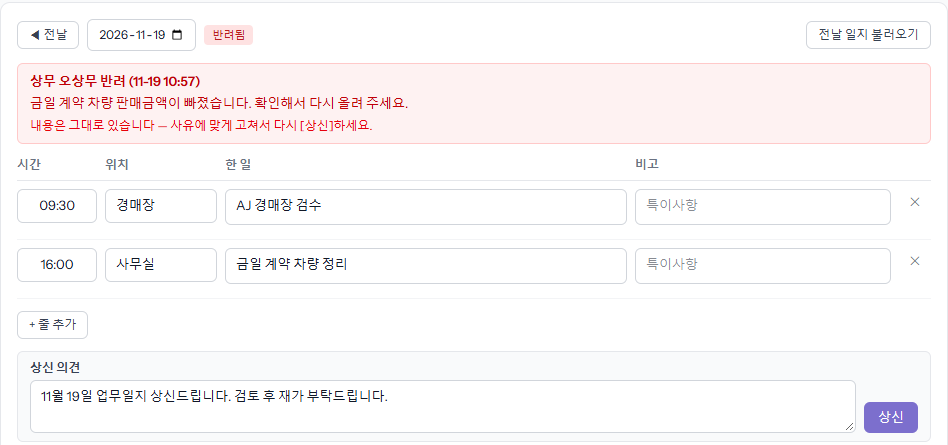 ◀ 전날 2026-11-19 반려됨 전날 일지 불러오기
상무 오상무 반려 (11-19 10:57)
금일 계약 차량 판매금액이 빠졌습니다. 확인해서 다시 올려 주세요.
내용은 그대로 있습니다 — 사유에 맞게 고쳐서 다시 [상신]하세요.
시간 위치 한 일 비고
09:30 경매장 AJ 경매장 검수 특이사항 ×
16:00 사무실 금일 계약 차량 정리 특이사항 ×
+ 줄 추가
상신 의견
11월 19일 업무일지 상신드립니다. 검토 후 재가 부탁드립니다.
상신